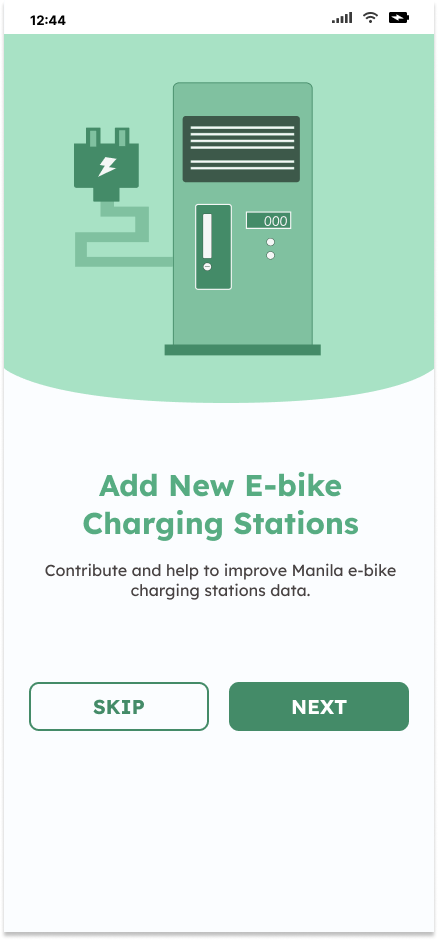 12:44
000
Add New E-bike
Charging Stations
Contribute and help to improve Manila e-bike
charging stations data.
SKIP
NEXT